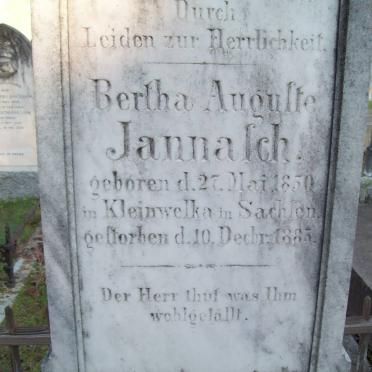 Durch
Leiden zur Herrlichkeit.
Bertha Auguste
Jannasch.
geboren d. 27. Mai 1850
in Kleinwelka in Sachsen,
gestorben d. 10. Decbr. 1885.
Der Herr thut was Ihm
wohlgefällt.